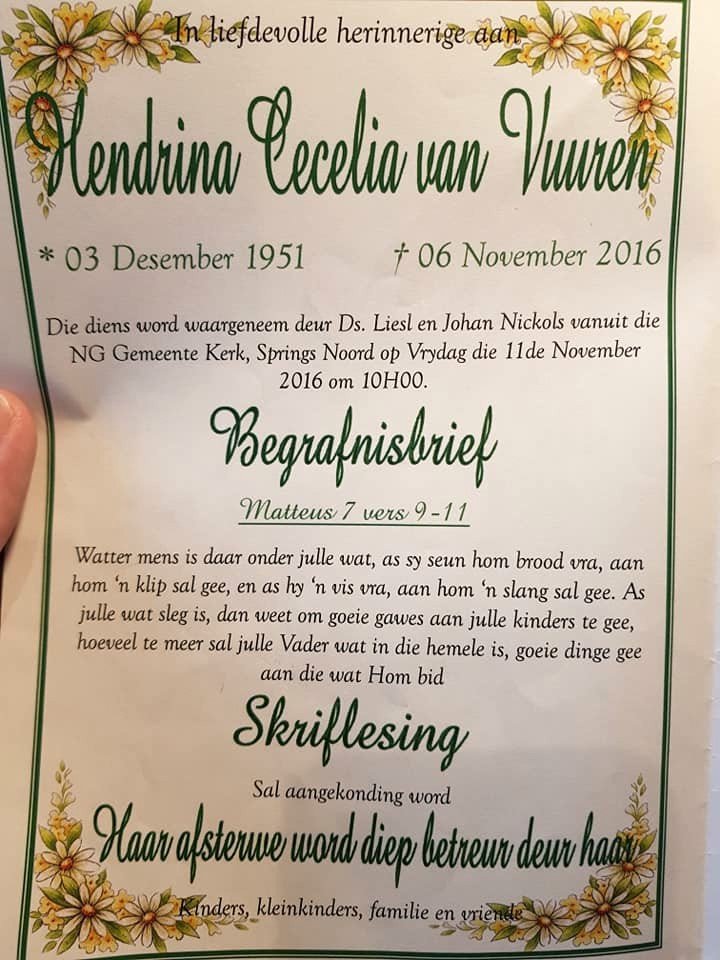 In liefdevolle herinnerige aan
Hendrina Cecelia van Vuuren
* 03 Desember 1951 † 06 November 2016
Die diens word waargeneem deur Ds. Liesl en Johan Nickols vanuit die
NG Gemeente Kerk, Springs Noord op Vrydag die 11de November
2016 om 10H00.
Begrafnisbrief
Matteus 7 vers 9-11
Watter mens is daar onder julle wat, as sy seun hom brood vra, aan
hom 'n klip sal gee, en as hy 'n vis vra, aan hom 'n slang sal gee. As
julle wat sleg is, dan weet om goeie gawes aan julle kinders te gee,
hoeveel te meer sal julle Vader wat in die hemele is, goeie dinge gee
aan die wat Hom bid
Skriflesing
Sal aangekonding word
Haar afsterwe word diep betreur deur haar
Kinders, kleinkinders, familie en vriende